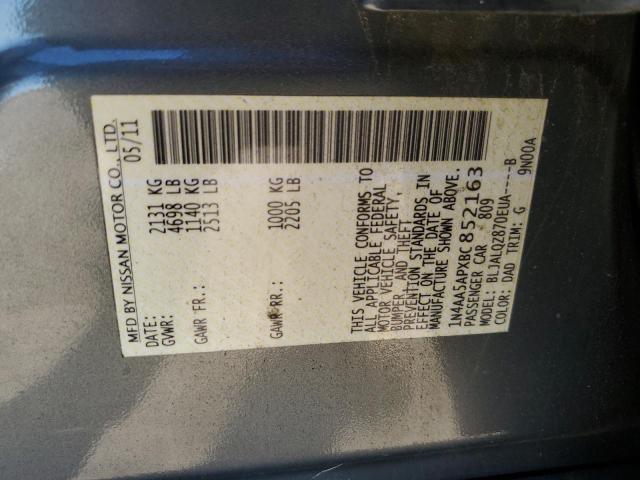 MFD BY NISSAN MOTOR CO., LTD.
DATE: 05/11
GVWR: 2131 KG
4698 LB
GAWR FR.: 1140 KG
2513 LB
GAWR RR.: 1000 KG
2205 LB
THIS VEHICLE CONFORMS TO
ALL APPLICABLE FEDERAL
MOTOR VEHICLE SAFETY,
BUMPER, AND THEFT
PREVENTION STANDARDS IN
EFFECT ON THE DATE OF
MANUFACTURE SHOWN ABOVE.
1N4AA5APXBC852163
PASSENGER CAR 809
MODEL: BLJALQZ87DEUA-----B
COLOR: DAD TRIM: G 9N00A